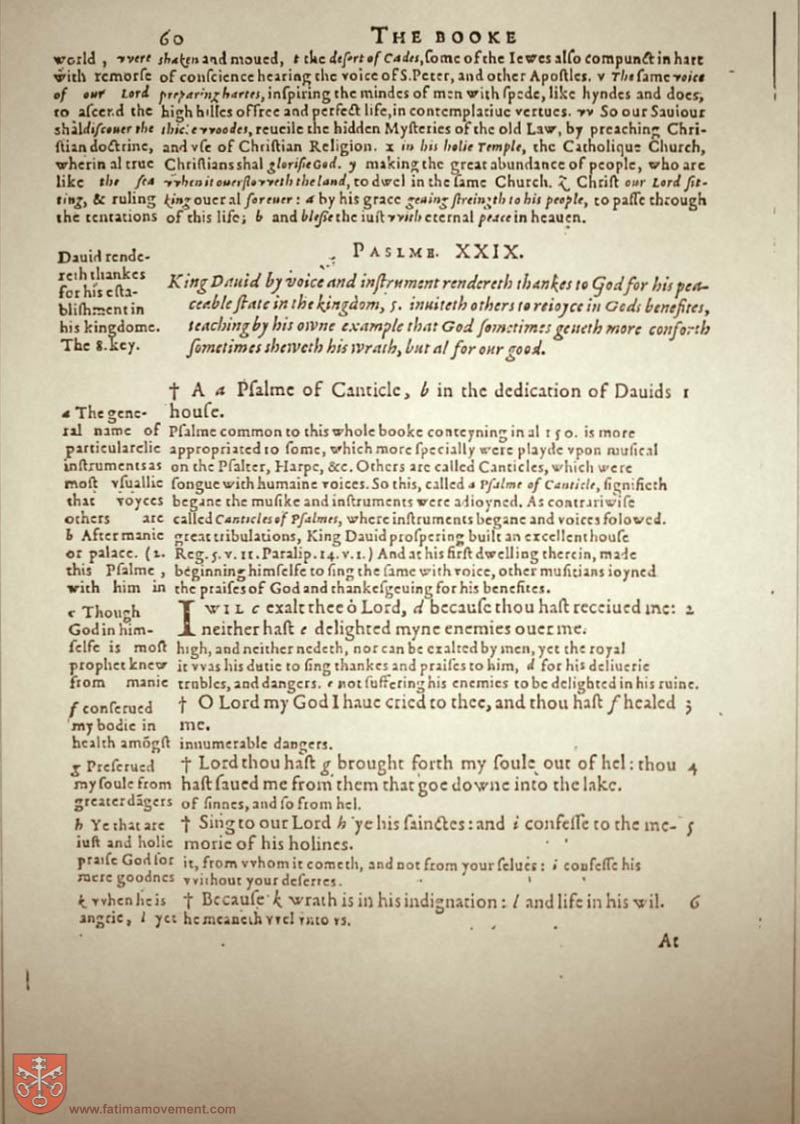 60 THE BOOKE
world, vvere ſhaken and moued, t the deſert of Cades, ſome of the Iewes alſo compunct in hart
with remorſe of conſcience hearing the voice of S. Peter, and other Apoſtles. v The ſame voice
of our Lord preparing hartes, inſpiring the mindes of men with ſpede, like hyndes and does,
to aſcend the high hilles of free and perfect life, in contemplatiue vertues. vv So our Sauiour
ſhal diſcouer the thicke vvoodes, reueile the hidden Myſteries of the old Law, by preaching Chri-
ſtian doctrine, and vſe of Chriſtian Religion. x in his holie Temple, the Catholique Church,
wherin al true Chriſtians ſhal glorifie God. y making the great abundance of people, who are
like the ſea vvhen it ouerflovveth the land, to dwel in the ſame Church. z Chriſt our Lord ſit-
ting, & ruling king ouer al foreuer: a by his grace geuing ſtreingth to his people, to paſſe through
the tentations of this life; b and bleſſe the iuſt vvith eternal peace in heauen.
PASLME. XXIX.
Dauid rende-
reth thankes
for his eſta-
bliſhment in
his kingdome.
The 8. key.
King Dauid by voice and inſtrument rendereth thankes to God for his pea-
ceable ſtate in the kingdom, 5. inuiteth others to reioyce in Gods benefites,
teaching by his owne example that God ſometimes geueth more conforth
ſometimes ſheweth his wrath, but al for our good.
† A a Pſalme of Canticle, b in the dedication of Dauids 1
houſe.
a The gene-
ral name of Pſalme common to this whole booke conteyning in al 150. is more
particularelie appropriated to ſome, which more ſpecially were playde vpon muſical
inſtruments as on the Pſalter, Harpe, &c. Others are called Canticles, which were
moſt vſuallie ſongue with humaine voices. So this, called a Pſalme of Canticle, ſignifieth
that voyces begane the muſike and inſtruments were adioyned. As contrariwiſe
others are called Canticles of Pſalmes, where inſtruments begane and voices folowed.
b After manie great tribulations, King Dauid proſpering built an excellent houſe
or palace. (2. Reg. 5. v. 11. Paralip. 14. v. 1.) And at his firſt dwelling therein, made
this Pſalme, beginning himſelfe to ſing the ſame with voice, other muſitians ioyned
with him in the praiſes of God and thankeſgeuing for his benefites.
I WIL c exalt thee ò Lord, d becauſe thou haſt receiued me: 2
neither haſt e delighted myne enemies ouer me.
c Though
God in him-
ſelfe is moſt high, and neither nedeth, nor can be exalted by men, yet the royal
prophet knew it vvas his dutie to ſing thankes and praiſes to him, d for his deliuerie
from manie trubles, and dangers. e not ſuffering his enemies to be delighted in his ruine.
† O Lord my God I haue cried to thee, and thou haſt f healed 3
me.
f conſerued
my bodie in
health amōgſt innumerable dangers.
† Lord thou haſt g brought forth my ſoule out of hel: thou 4
haſt ſaued me from them that goe downe into the lake.
g Preſerued
my ſoule from
greater dāgers of ſinnes, and ſo from hel.
† Sing to our Lord h ye his ſainctes: and i confeſſe to the me- 5
morie of his holines.
h Ye that are
iuſt and holie
praiſe God for it, from vvhom it cometh, and not from your ſelues: i confeſſe his
mere goodnes vvithout your deſertes.
† Becauſe k wrath is in his indignation: l and life in his wil. 6
k vvhen he is
angrie, l yet he meaneth vvel vnto vs.
At
www.fatimamovement.com